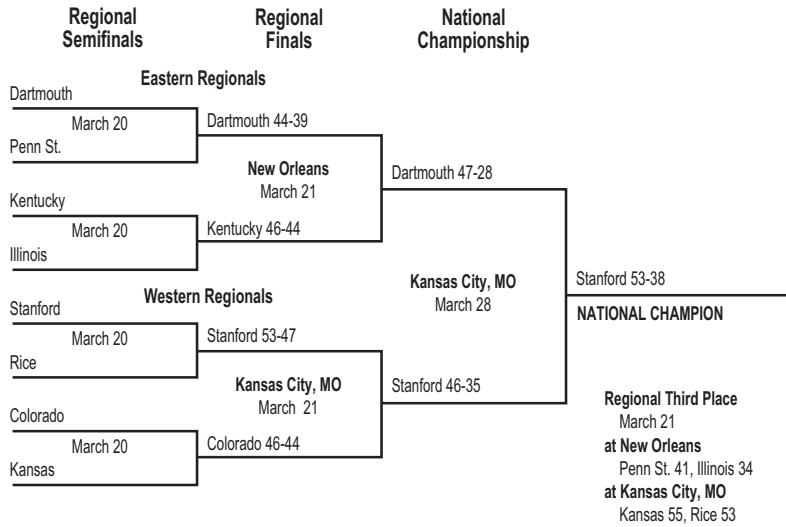 Regional
Semifinals
Regional
Finals
National
Championship
Eastern Regionals
Dartmouth
March 20
Penn St.
Dartmouth 44-39
New Orleans
March 21
Kentucky
March 20
Illinois
Kentucky 46-44
Dartmouth 47-28
Western Regionals
Stanford
March 20
Rice
Stanford 53-47
Kansas City, MO
March 21
Colorado
March 20
Kansas
Colorado 46-44
Stanford 46-35
Kansas City, MO
March 28
Stanford 53-38
NATIONAL CHAMPION
Regional Third Place
March 21
at New Orleans
Penn St. 41, Illinois 34
at Kansas City, MO
Kansas 55, Rice 53